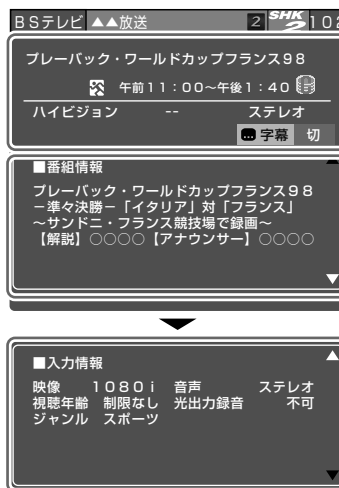 BSテレビ ▲▲放送 2 SHK2 102
プレーバック・ワールドカップフランス98
午前11:00~午後1:40
ハイビジョン -- ステレオ
字幕 切
■番組情報
プレーバック・ワールドカップフランス98
-準々決勝-「イタリア」対「フランス」
~サンドニ・フランス競技場で録画~
【解説】○○○○【アナウンサー】○○○○
■入力情報
映像 1080i 音声 ステレオ
視聴年齢 制限なし 光出力録音 不可
ジャンル スポーツ